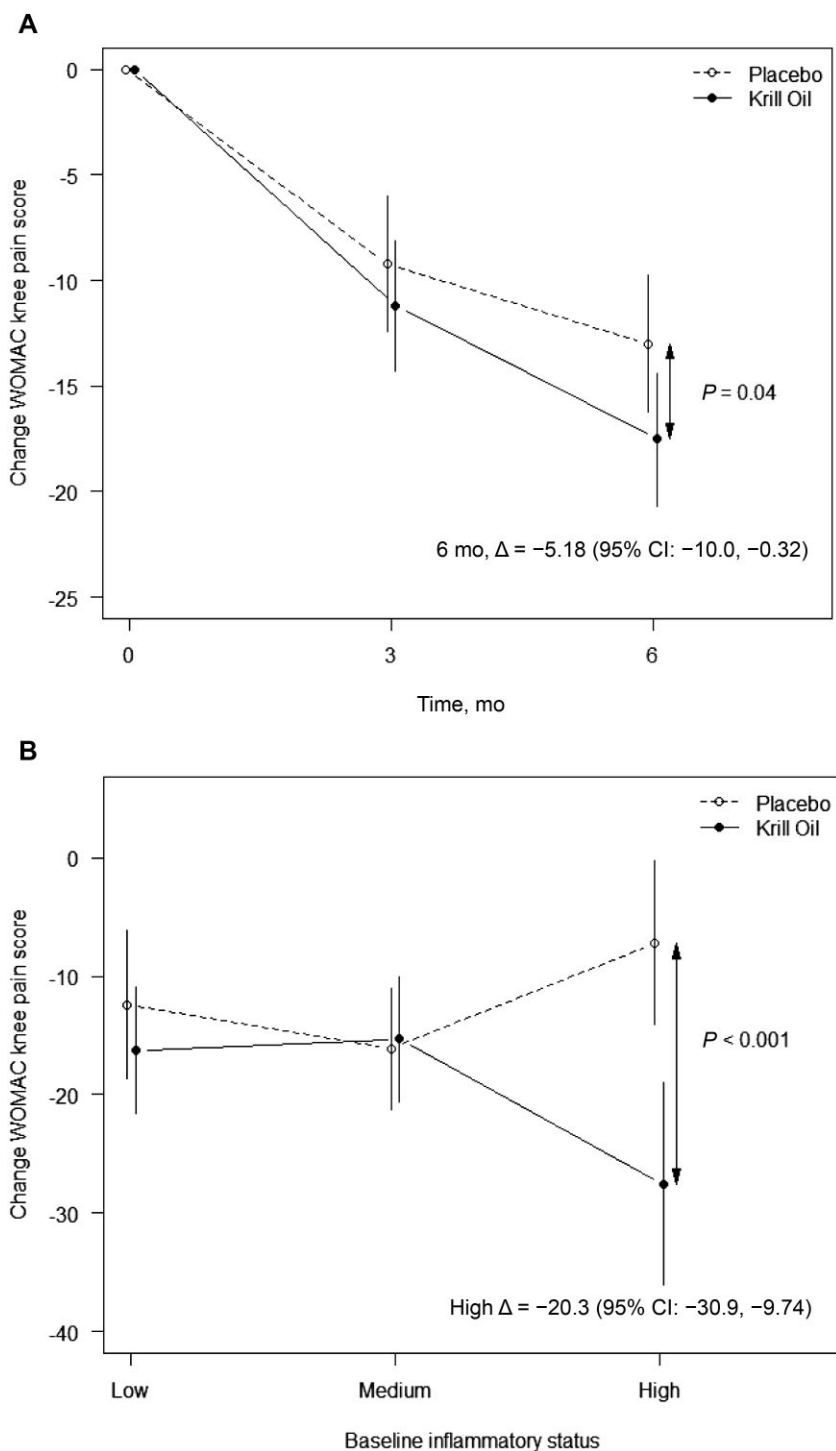 A
Placebo
Krill Oil
0
-5
-10
-15
-20
-25
Change WOMAC knee pain score
P = 0.04
6 mo, Δ = −5.18 (95% CI: −10.0, −0.32)
0 3 6
Time, mo
B
Placebo
Krill Oil
0
-10
-20
-30
-40
Change WOMAC knee pain score
P < 0.001
High Δ = −20.3 (95% CI: −30.9, −9.74)
Low Medium High
Baseline inflammatory status